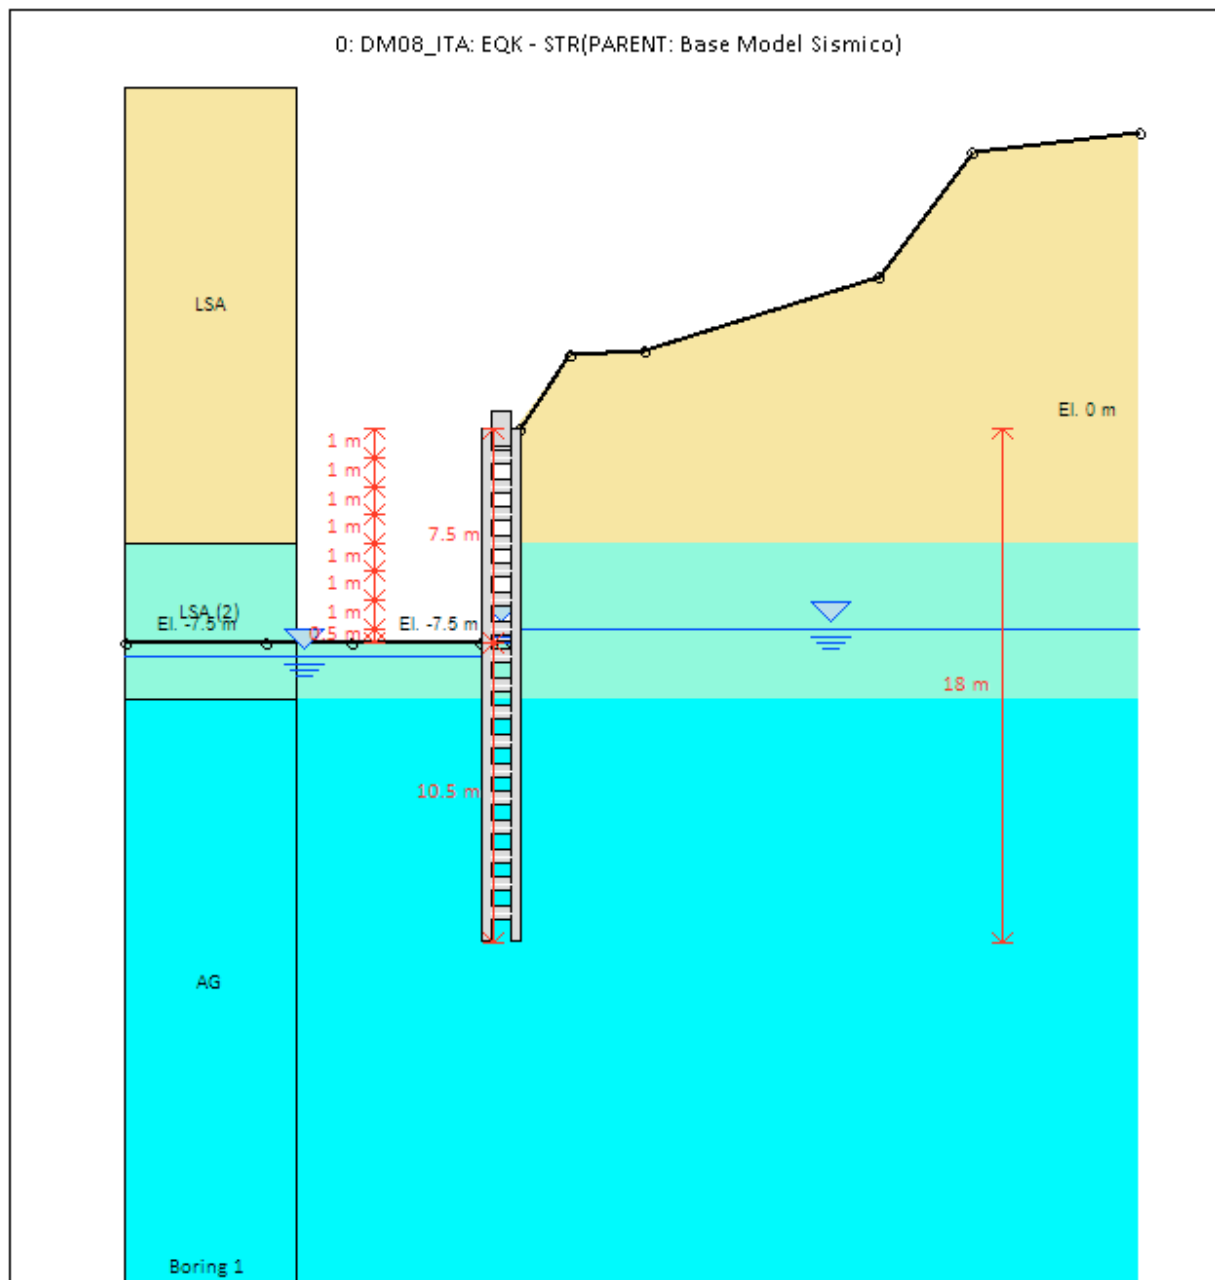 0: DM08_ITA: EQK - STR(PARENT: Base Model Sismico)
LSA
El. 0 m
1 m
1 m
1 m
1 m
1 m
1 m
1 m
0.5 m
7.5 m
LSA (2)
El. -7.5 m
El. -7.5 m
18 m
10.5 m
AG
Boring 1